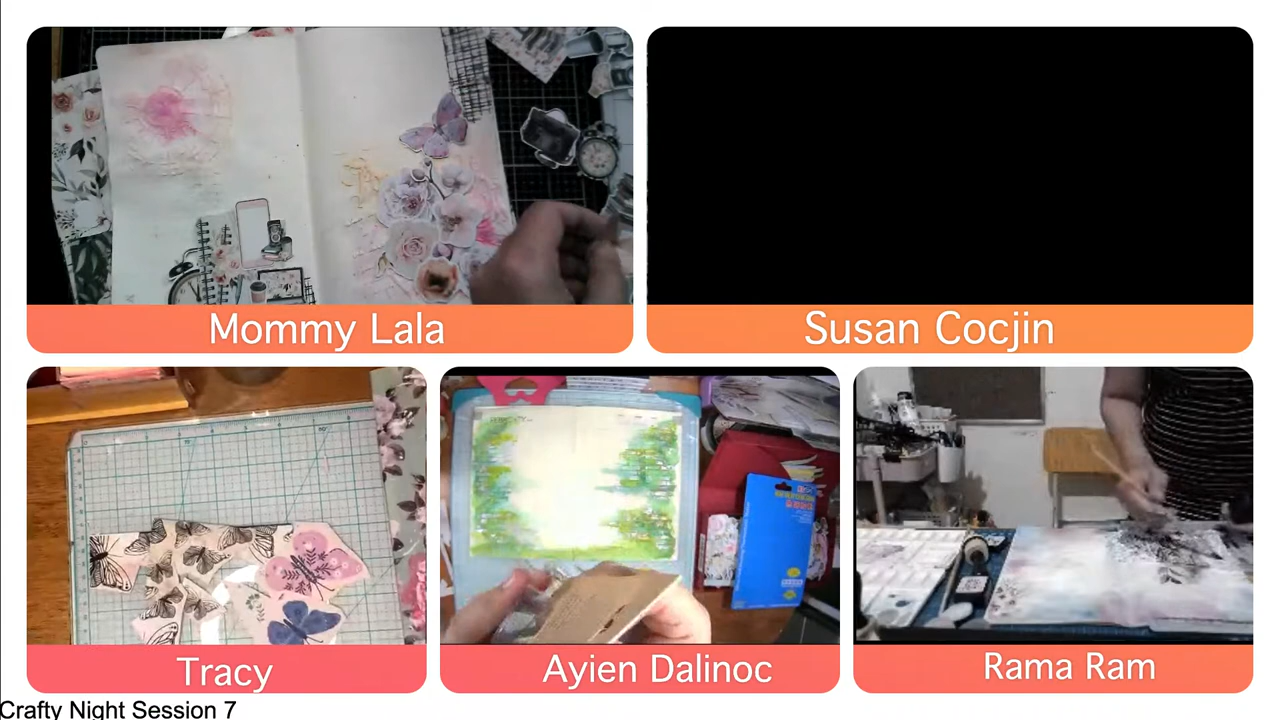 Mommy Lala
Susan Cocjin
Tracy
Ayien Dalinoc
Rama Ram
Crafty Night Session 7